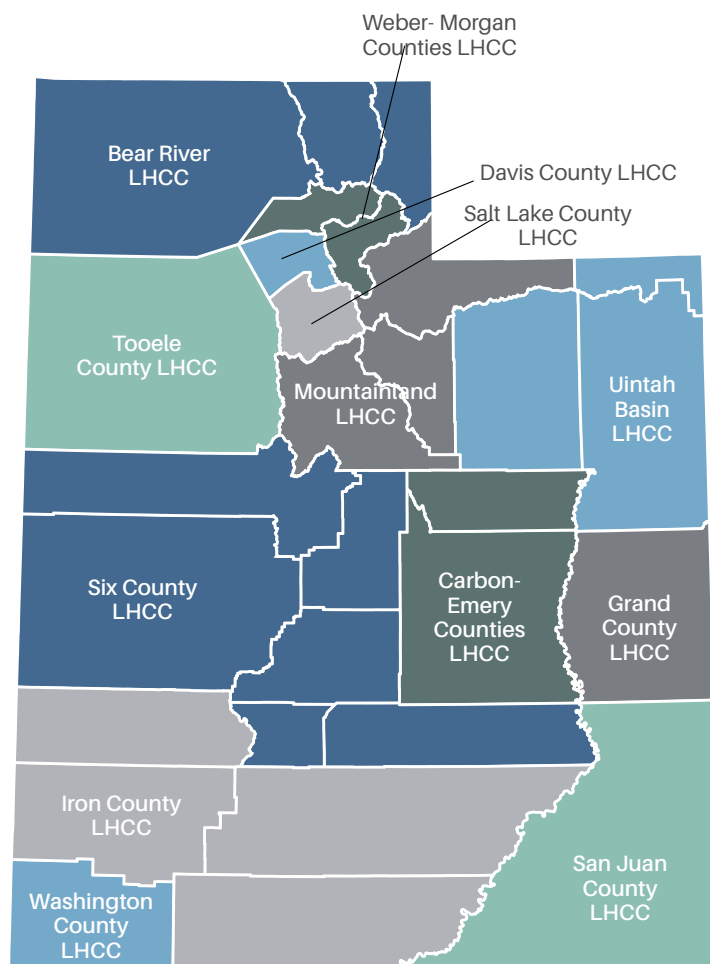 Weber- Morgan
Counties LHCC
Bear River
LHCC
Davis County LHCC
Salt Lake County
LHCC
Tooele
County LHCC
Mountainland
LHCC
Uintah
Basin
LHCC
Six County
LHCC
Carbon-
Emery
Counties
LHCC
Grand
County
LHCC
Iron County
LHCC
San Juan
County
LHCC
Washington
County
LHCC